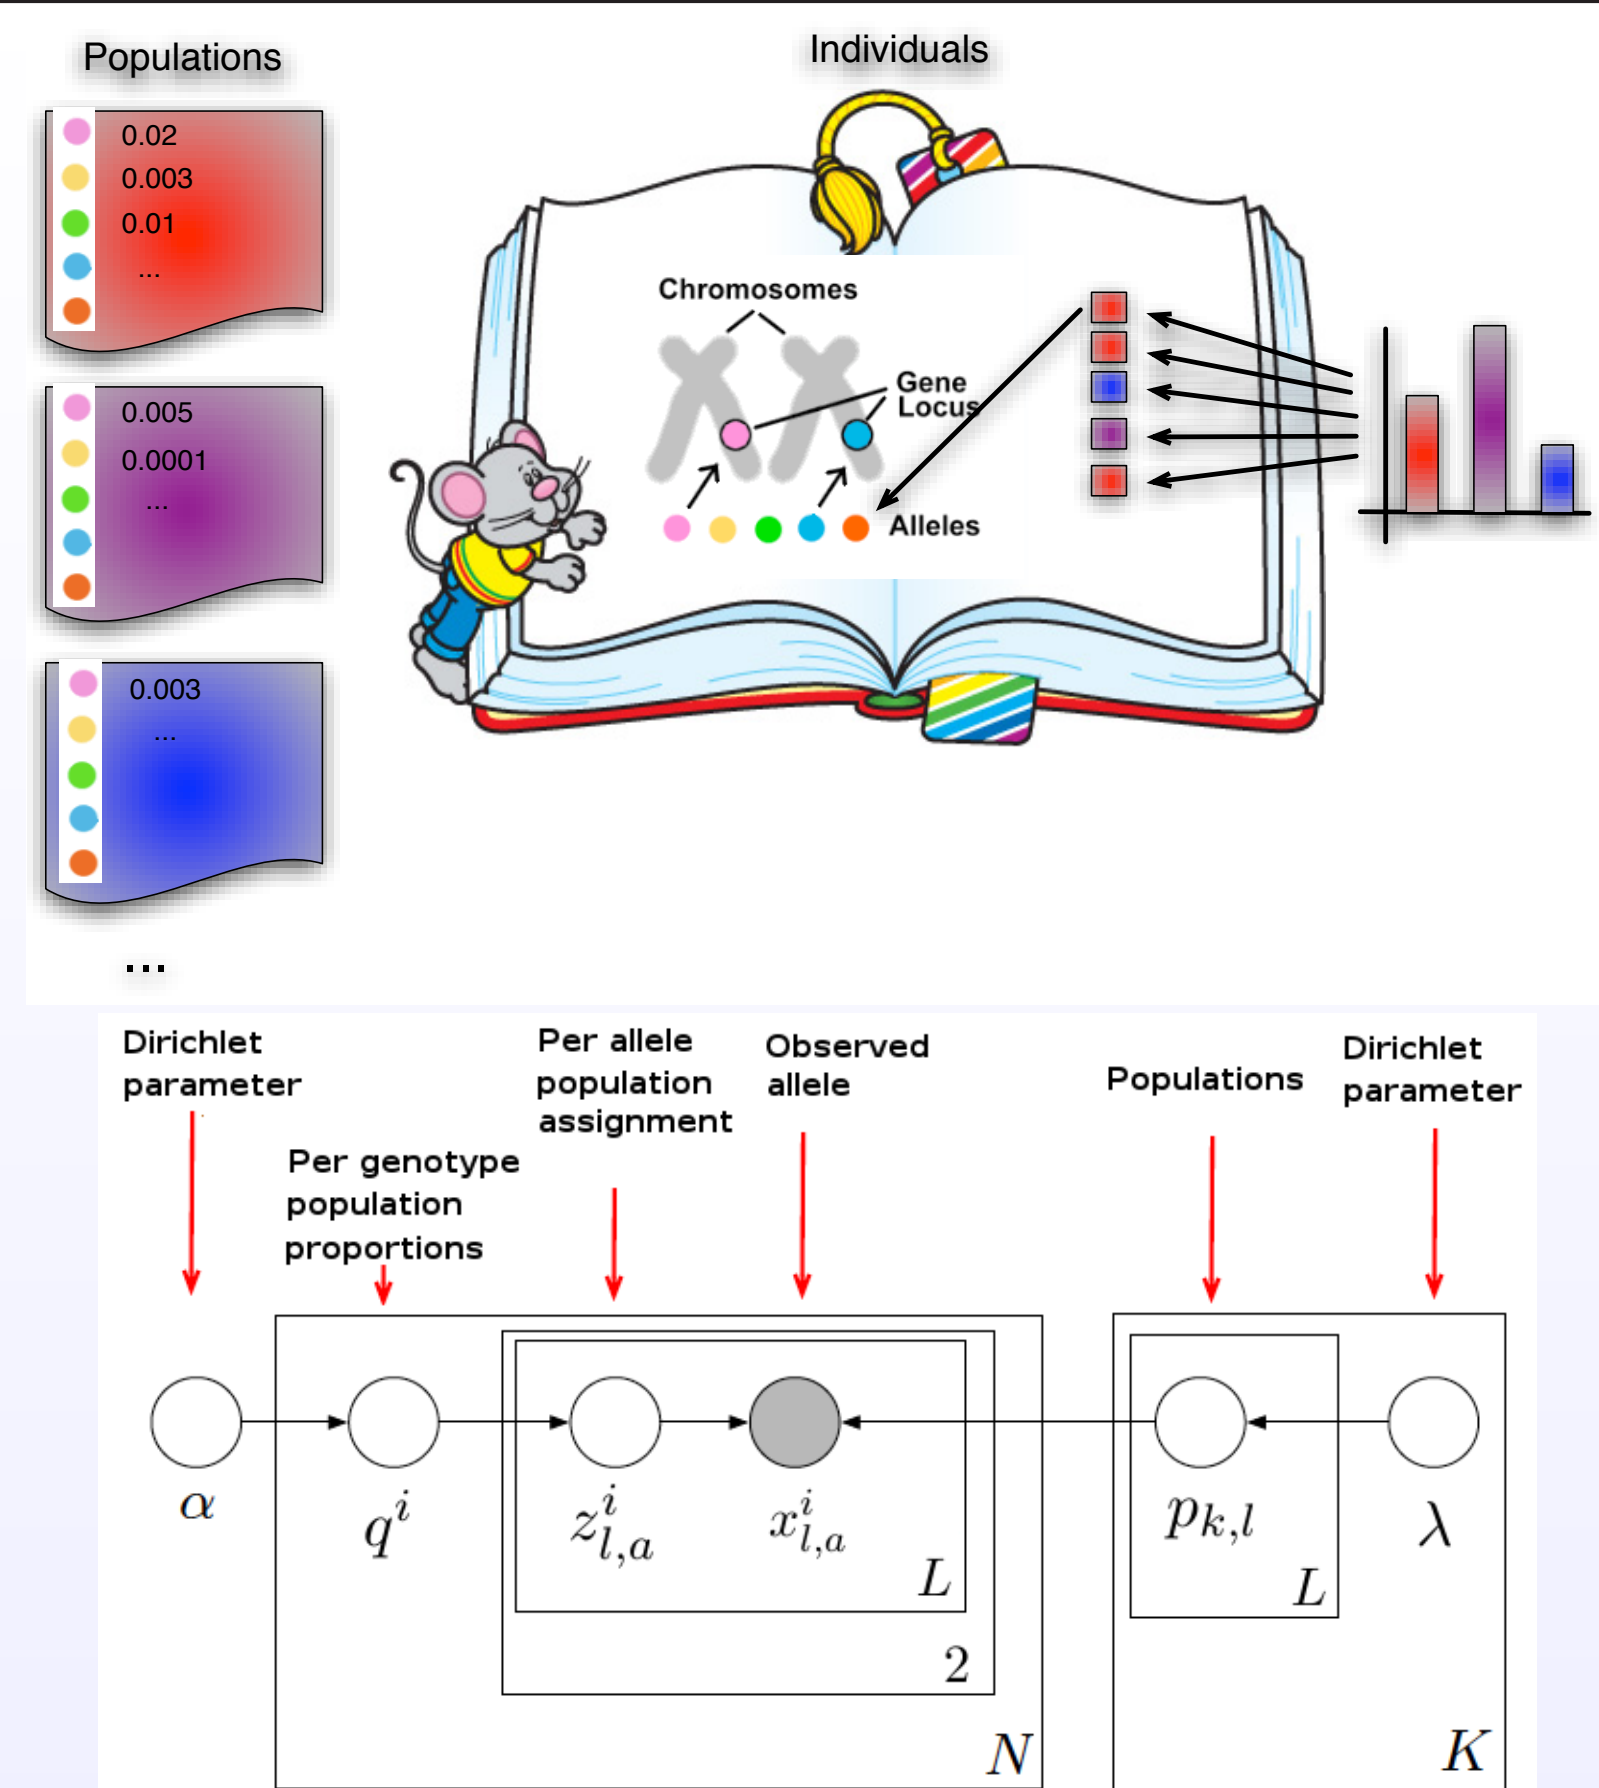 Populations
0.02
0.003
0.01
...
0.005
0.0001
...
0.003
...
...
Individuals
Chromosomes
Gene
Locus
Alleles
Dirichlet
parameter
Per genotype
population
proportions
Per allele
population
assignment
Observed
allele
Populations
Dirichlet
parameter
α
q^i
z^i_{l,a}
x^i_{l,a}
L
2
N
p_{k,l}
L
λ
K